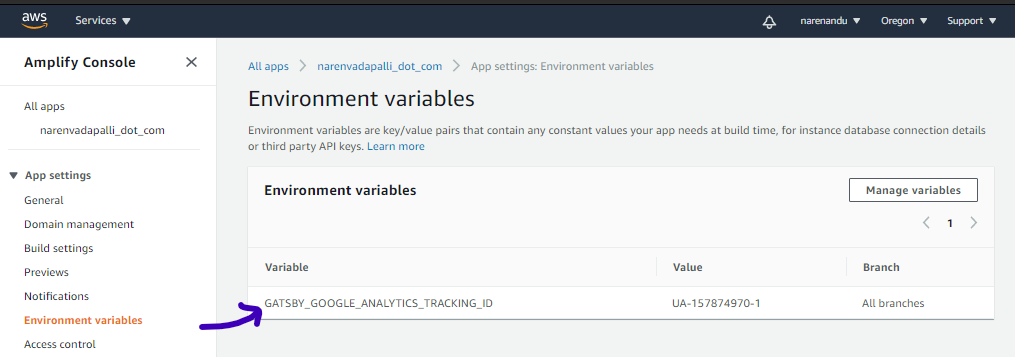 aws
Services
narenandu
Oregon
Support
Amplify Console
All apps
narenvadapalli_dot_com
App settings
General
Domain management
Build settings
Previews
Notifications
Environment variables
Access control
All apps > narenvadapalli_dot_com > App settings: Environment variables
Environment variables
Environment variables are key/value pairs that contain any constant values your app needs at build time, for instance database connection details
or third party API keys. Learn more
Environment variables
Manage variables
1
Variable Value Branch
GATSBY_GOOGLE_ANALYTICS_TRACKING_ID UA-157874970-1 All branches